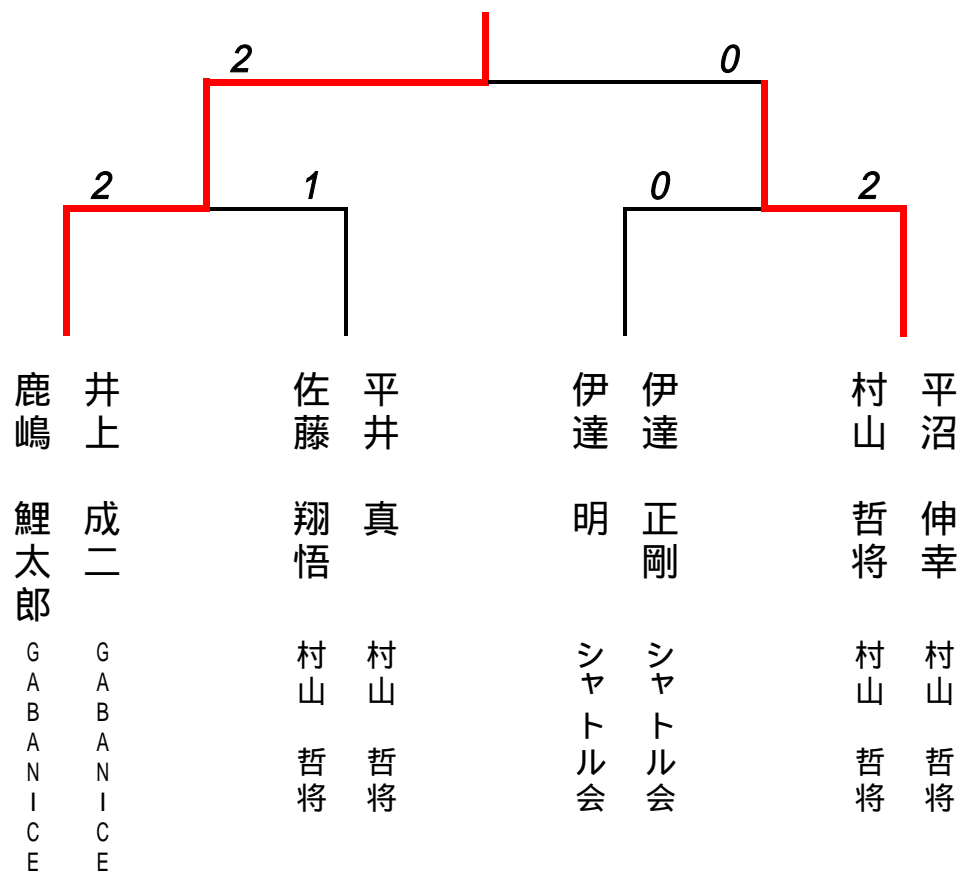 2 0
2 1 0 2
鹿嶋 鯉太郎
井上 成二
佐藤 翔悟
平井 真
伊達 明
伊達 正剛
村山 哲将
平沼 伸幸
GABANICE
GABANICE
村山 哲将
村山 哲将
シャトル会
シャトル会
村山 哲将
村山 哲将